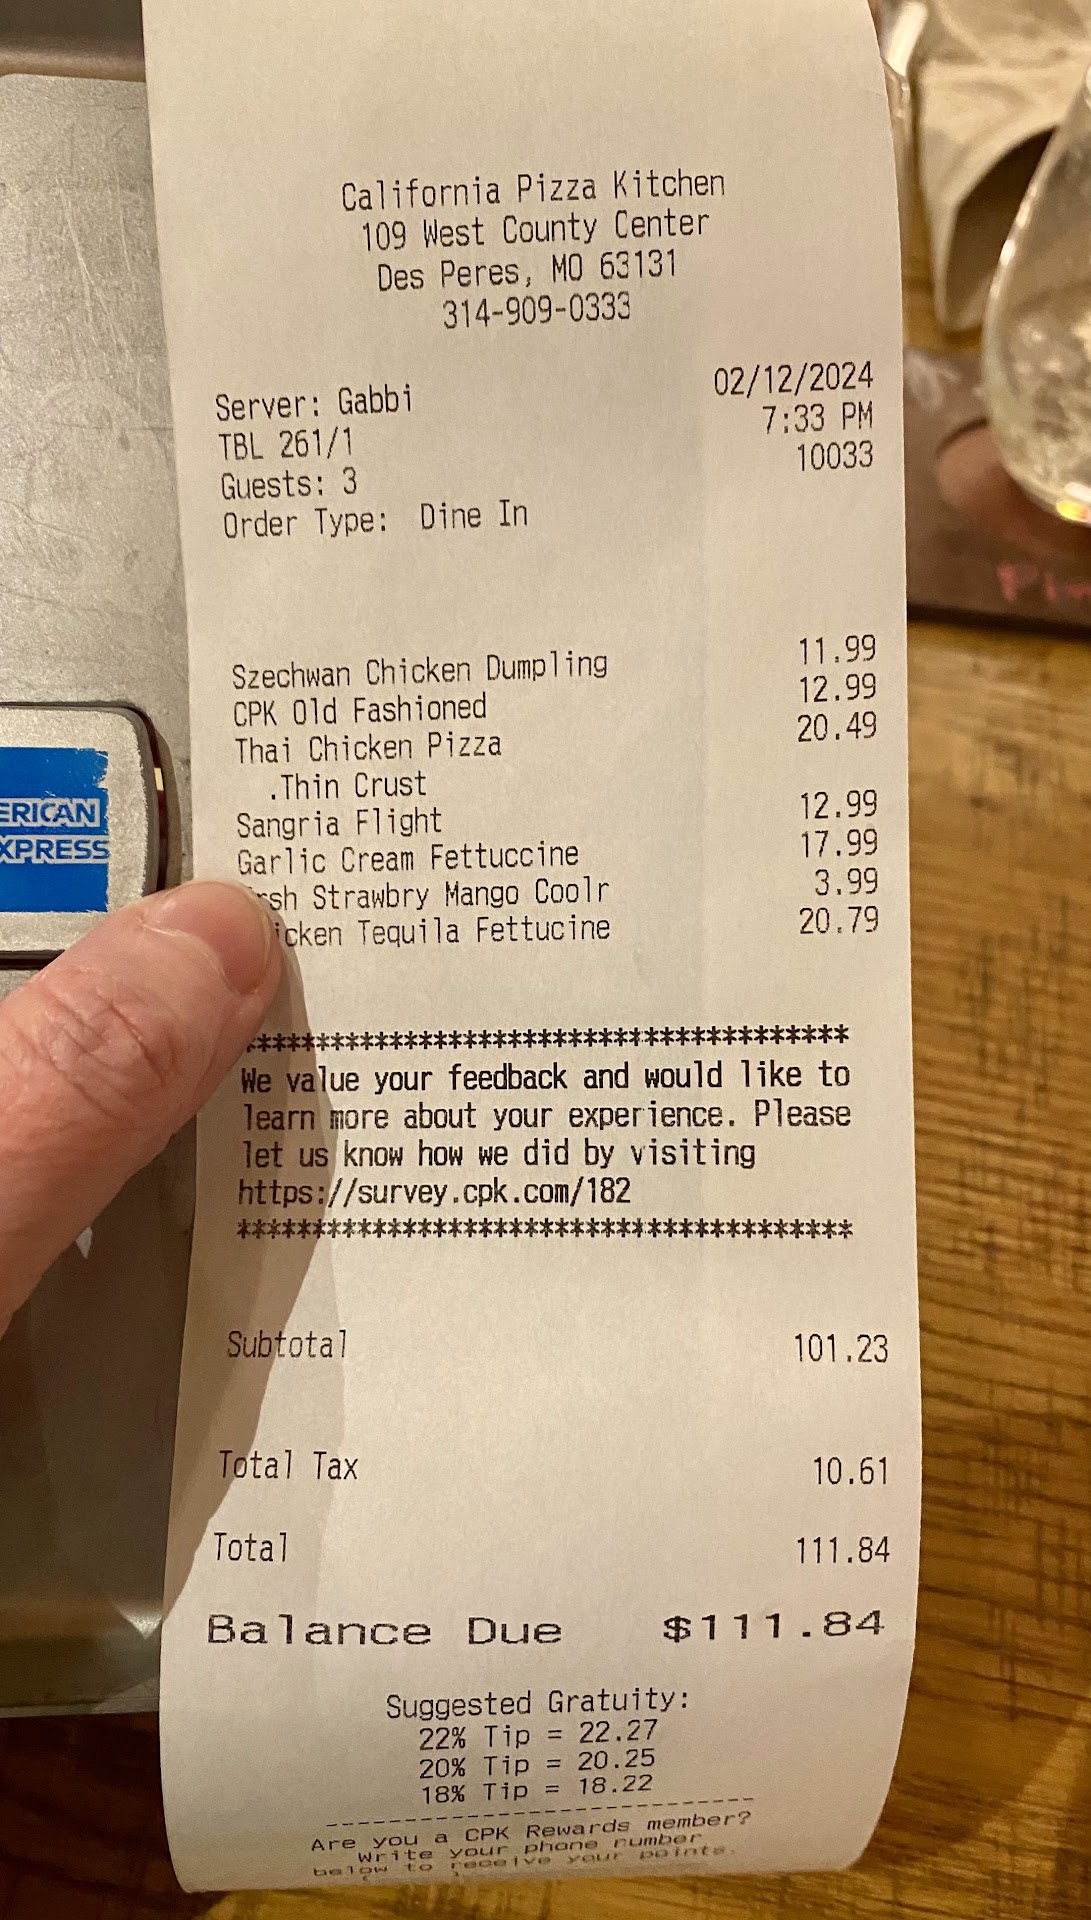 California Pizza Kitchen
109 West County Center
Des Peres, MO 63131
314-909-0333
Server: Gabbi 02/12/2024
TBL 261/1 7:33 PM
Guests: 3 10033
Order Type: Dine In
Szechwan Chicken Dumpling 11.99
CPK Old Fashioned 12.99
Thai Chicken Pizza 20.49
.Thin Crust
Sangria Flight 12.99
Garlic Cream Fettuccine 17.99
rsh Strawbry Mango Coolr 3.99
icken Tequila Fettucine 20.79
*****************************************
We value your feedback and would like to
learn more about your experience. Please
let us know how we did by visiting
https://survey.cpk.com/182
*****************************************
Subtotal 101.23
Total Tax 10.61
Total 111.84
Balance Due $111.84
Suggested Gratuity:
22% Tip = 22.27
20% Tip = 20.25
18% Tip = 18.22
----------------------------------------
Are you a CPK Rewards member?
Write your phone number
below to receive your points.
ERICAN
XPRESS